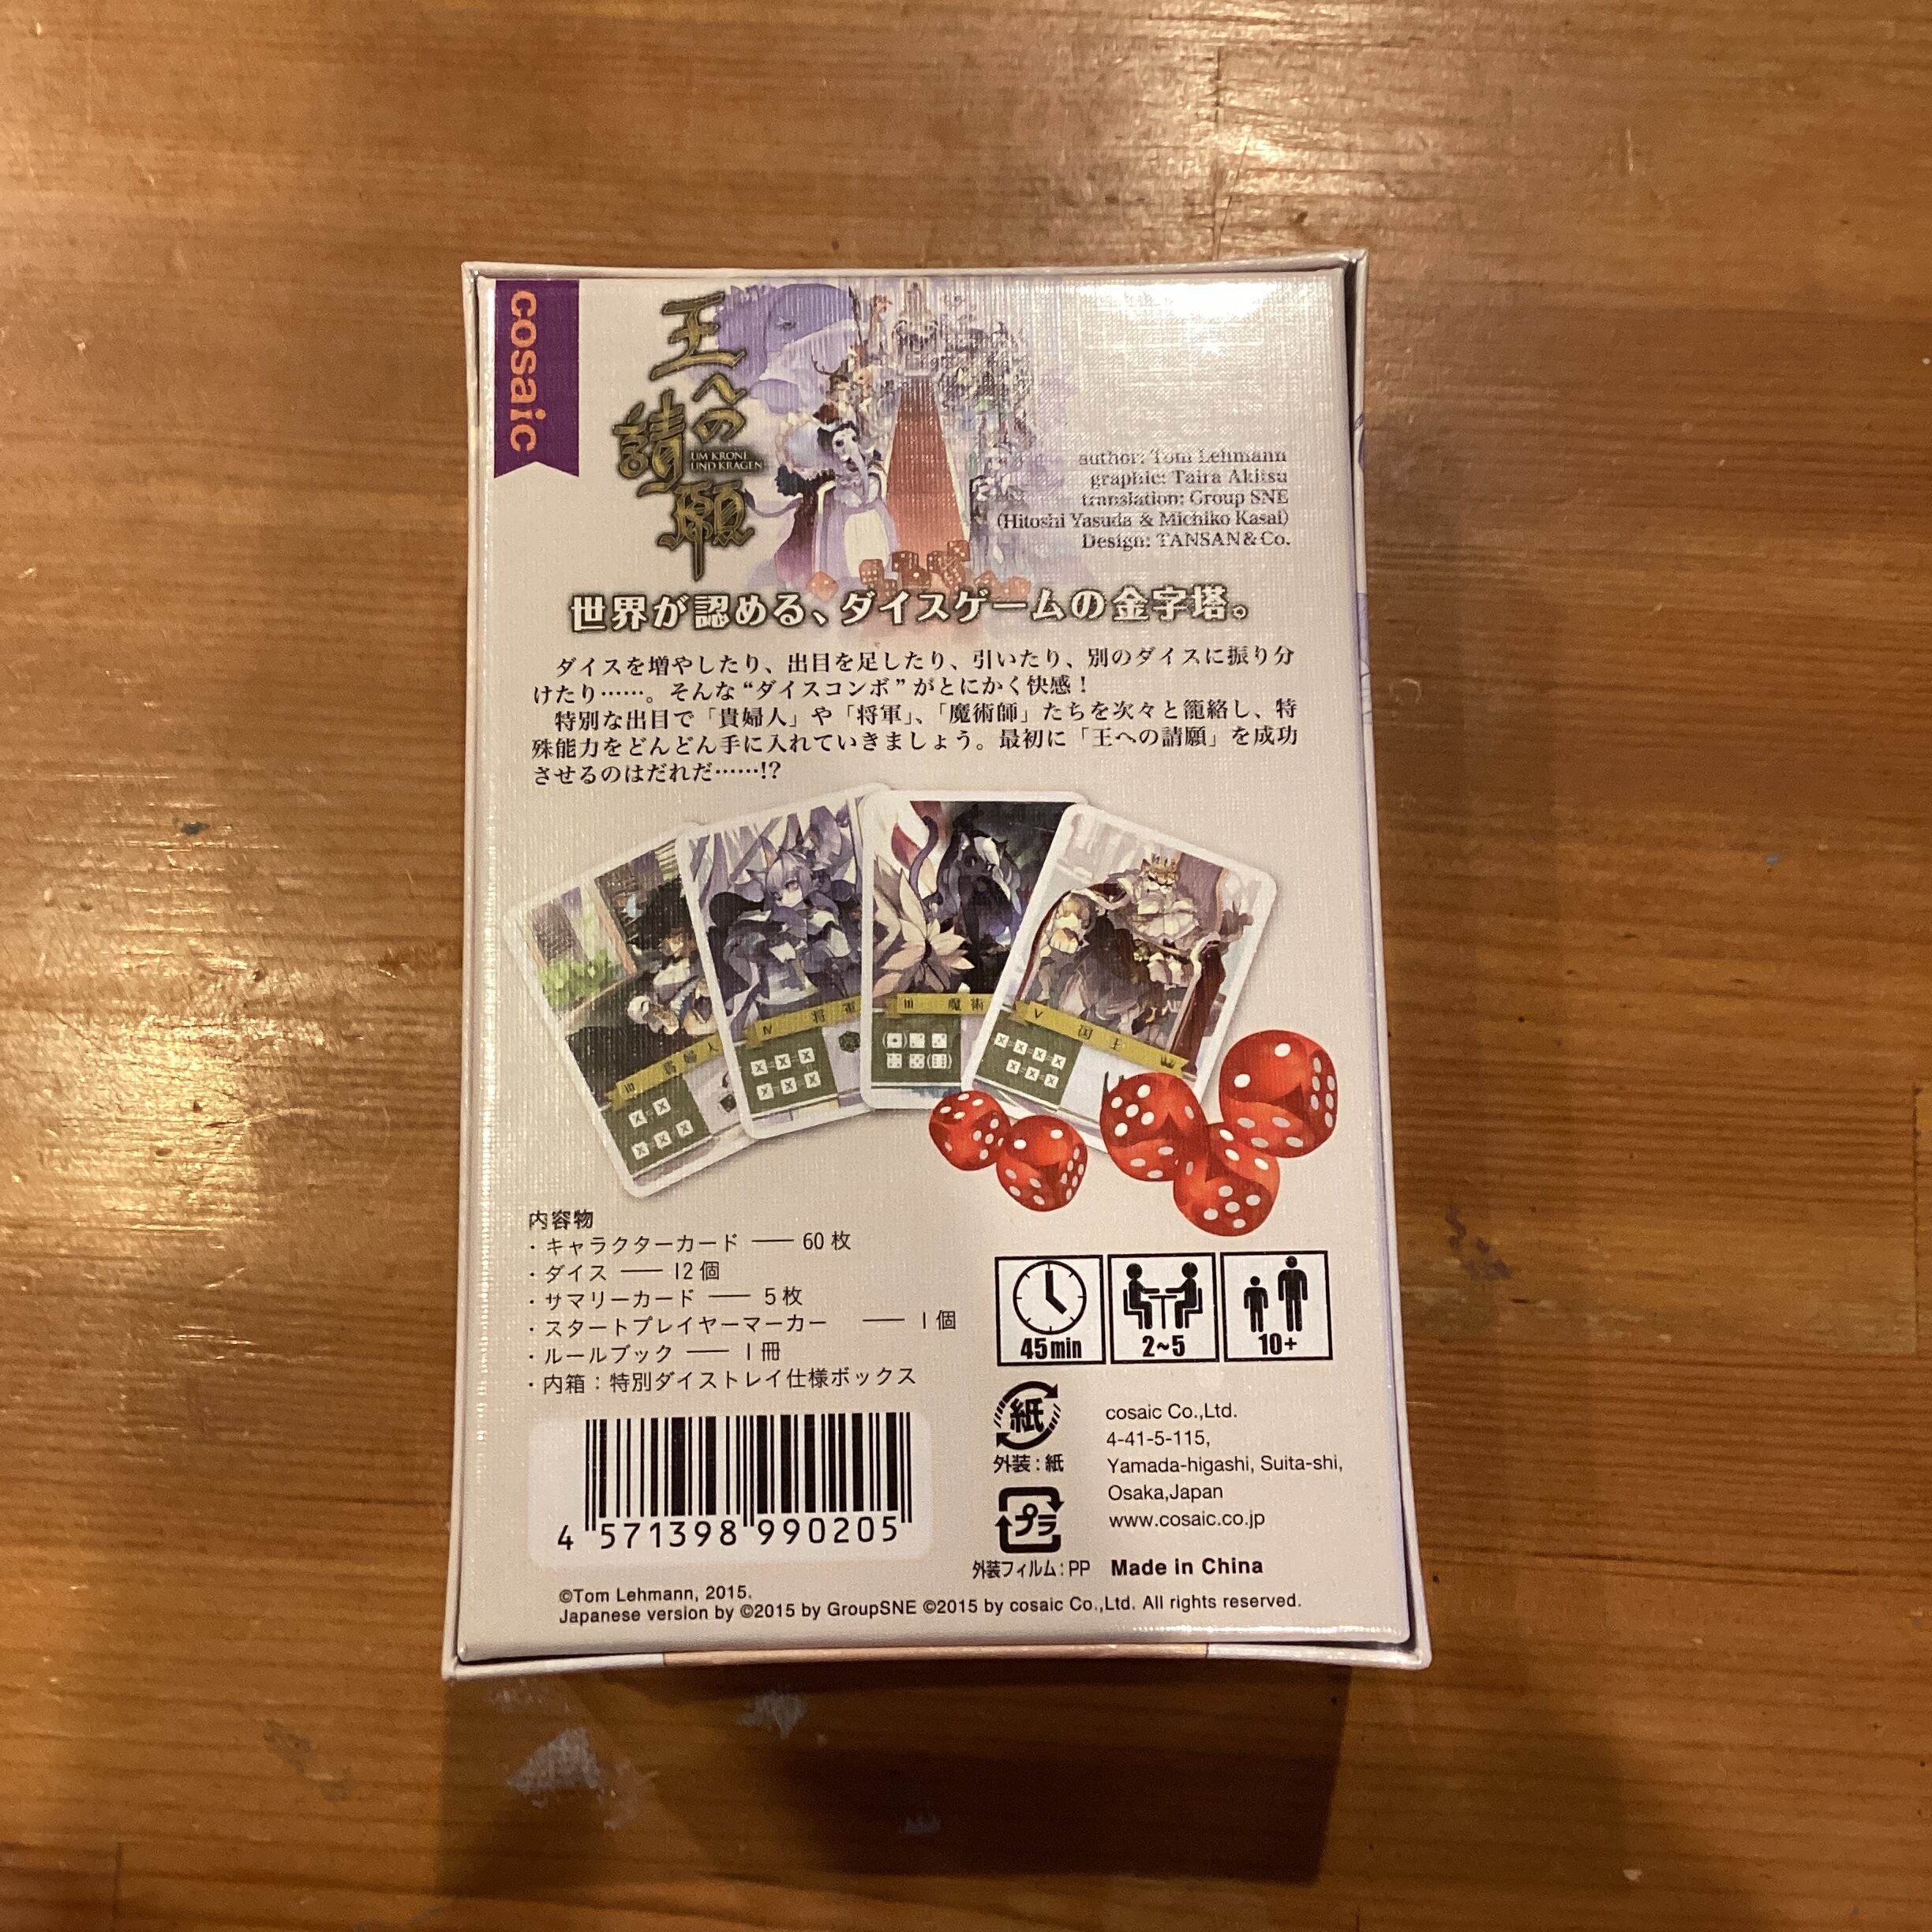 cosaic
王への請願
UM KRONE
UND KRAGEN
author: Tom Lehmann
graphic: Taira Akitsu
translation: Group SNE
(Hitoshi Yasuda & Michiko Kasai)
Design: TANSAN&Co.
世界が認める、ダイスゲームの金字塔。
ダイスを増やしたり、出目を足したり、引いたり、別のダイスに振り分
けたり……。そんな“ダイスコンボ”がとにかく快感！
特別な出目で「貴婦人」や「将軍」、「魔術師」たちを次々と籠絡し、特
殊能力をどんどん手に入れていきましょう。最初に「王への請願」を成功
させるのはだれだ……!?
III 貴婦人
X=X
X=X=X
IV 将軍
X=X=X
X=X=X
III 魔術
V 国王
X=X=X=X
X=X=X
内容物
・キャラクターカード ── 60枚
・ダイス ── 12個
・サマリーカード ── 5枚
・スタートプレイヤーマーカー ── 1個
・ルールブック ── 1冊
・内箱：特別ダイストレイ仕様ボックス
45min
2~5
10+
紙
外装：紙
プラ
外装フィルム：PP
cosaic Co.,Ltd.
4-41-5-115,
Yamada-higashi, Suita-shi,
Osaka,Japan
www.cosaic.co.jp
Made in China
4 571398 990205
©Tom Lehmann, 2015.
Japanese version by ©2015 by GroupSNE ©2015 by cosaic Co.,Ltd. All rights reserved.